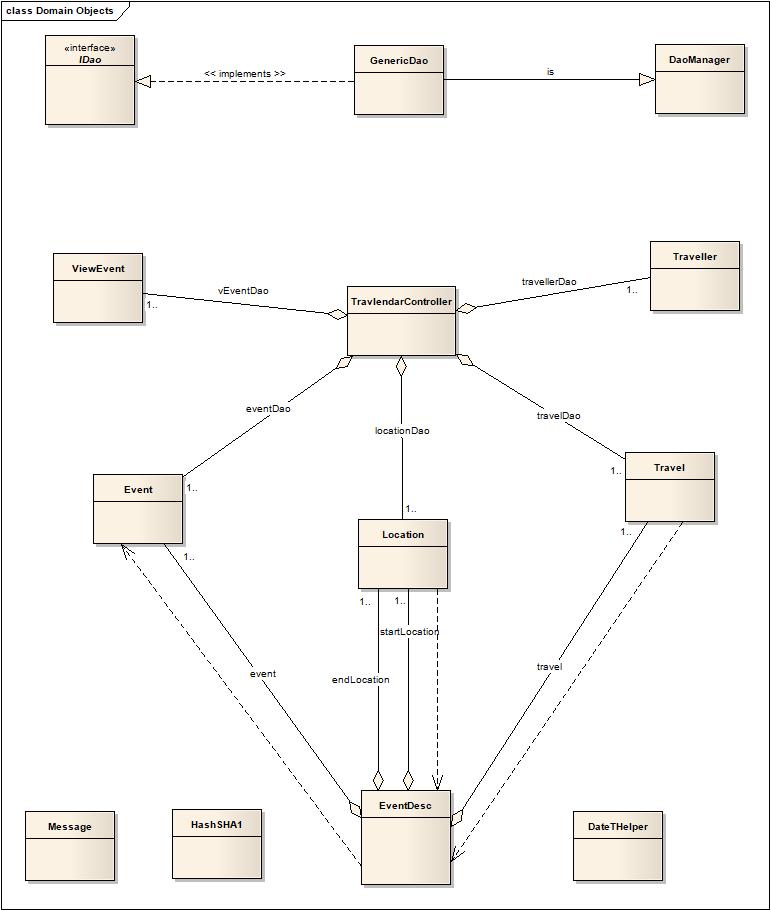 class Domain Objects
«interface»
IDao
GenericDao
DaoManager
<< implements >>
is
ViewEvent
vEventDao
1..
TravlendarController
travellerDao
Traveller
1..
eventDao
locationDao
travelDao
Event
1..
1..
Location
1..
Travel
1..
1..
1..
1..
1..
startLocation
endLocation
event
travel
EventDesc
Message
HashSHA1
DateTHelper